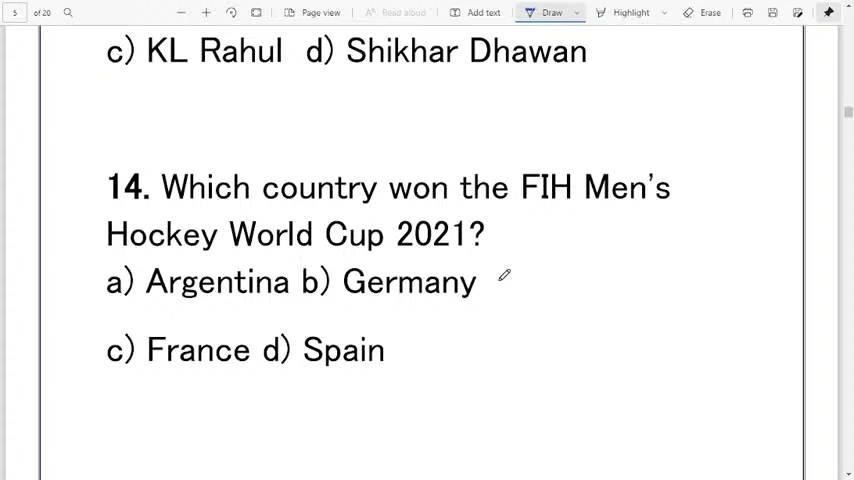 5 of 20 Page view Read aloud Add text Draw Highlight Erase
c) KL Rahul d) Shikhar Dhawan
14. Which country won the FIH Men's
Hockey World Cup 2021?
a) Argentina b) Germany
c) France d) Spain